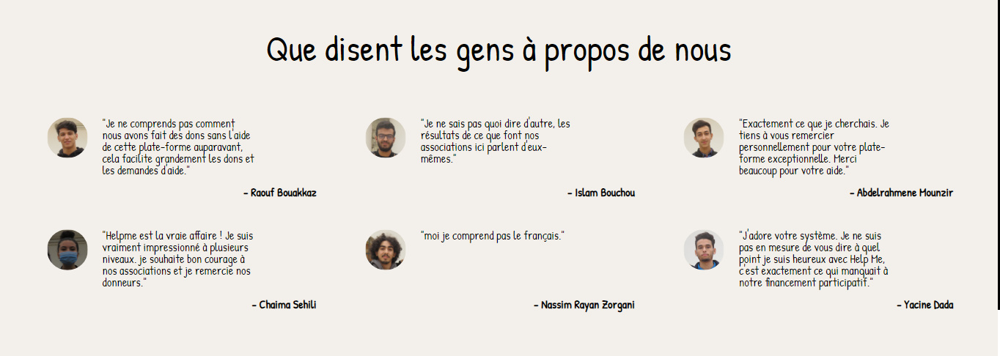 Que disent les gens à propos de nous
"Je ne comprends pas comment
nous avons fait des dons sans l'aide
de cette plate-forme auparavant,
cela facilite grandement les dons et
les demandes d'aide."
- Raouf Bouakkaz
"Je ne sais pas quoi dire d'autre, les
résultats de ce que font nos
associations ici parlent d'eux-
mêmes."
- Islam Bouchou
"Exactement ce que je cherchais. Je
tiens à vous remercier
personnellement pour votre plate-
forme exceptionnelle. Merci
beaucoup pour votre aide."
- Abdelrahmene Mounzir
"Helpme est la vraie affaire ! Je suis
vraiment impressionné à plusieurs
niveaux. je souhaite bon courage à
nos associations et je remercie nos
donneurs."
- Chaima Sehili
"moi je comprend pas le français."
- Nassim Rayan Zorgani
"J'adore votre système. Je ne suis
pas en mesure de vous dire à quel
point je suis heureux avec Help Me,
c'est exactement ce qui manquait à
notre financement participatif."
- Yacine Dada